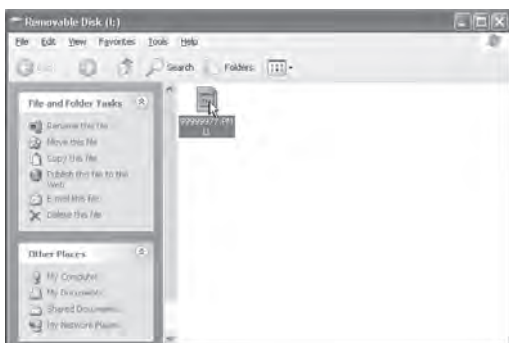 Removable Disk (I:)
File Edit View Favorites Tools Help
Search Folders
File and Folder Tasks
Rename this file
Move this file
Copy this file
Publish this file to the
Web
E-mail this file
Delete this file
Other Places
My Computer
My Documents
Shared Documents
My Network Places